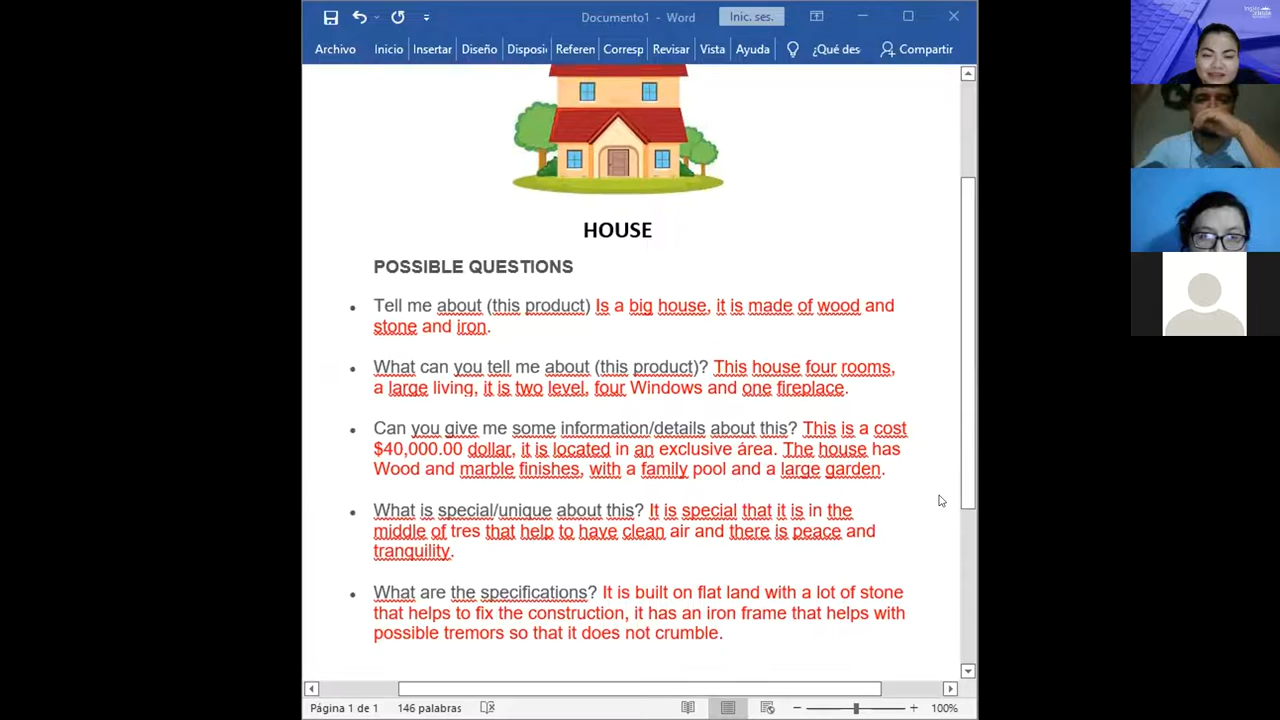 Documento1 - Word
Inic. ses.
Archivo Inicio Insertar Diseño Disposi Referen Corresp Revisar Vista Ayuda ¿Qué des Compartir
HOUSE
POSSIBLE QUESTIONS
• Tell me about (this product) Is a big house, it is made of wood and
stone and iron.
• What can you tell me about (this product)? This house four rooms,
a large living, it is two level, four Windows and one fireplace.
• Can you give me some information/details about this? This is a cost
$40,000.00 dollar, it is located in an exclusive área. The house has
Wood and marble finishes, with a family pool and a large garden.
• What is special/unique about this? It is special that it is in the
middle of tres that help to have clean air and there is peace and
tranquility.
• What are the specifications? It is built on flat land with a lot of stone
that helps to fix the construction, it has an iron frame that helps with
possible tremors so that it does not crumble.
Página 1 de 1 146 palabras 100%